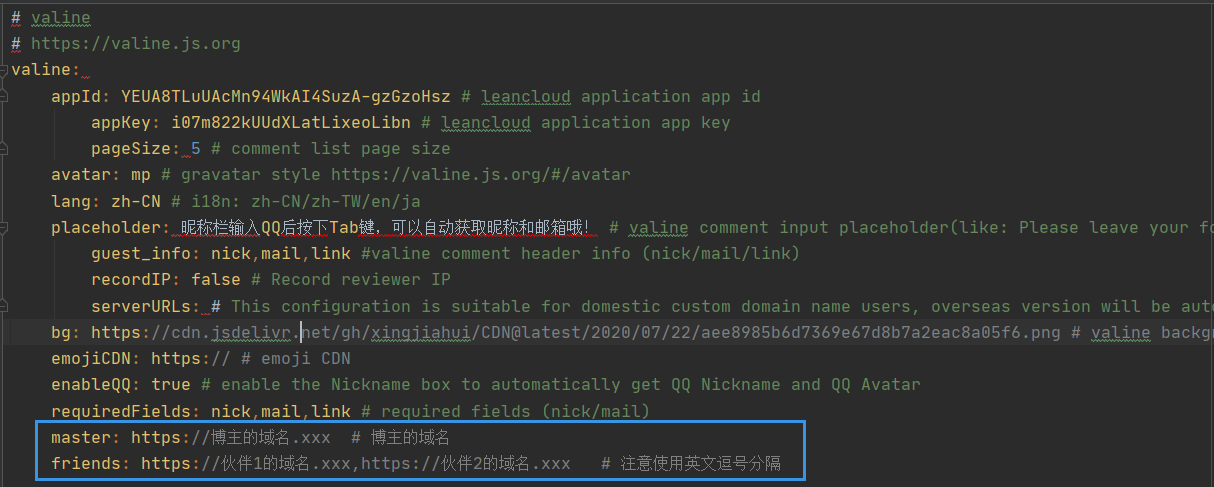 # valine
# https://valine.js.org
valine:
appId: YEUA8TLuUAcMn94WkAI4SuzA-gzGzoHsz # leancloud application app id
appKey: i07m822kUUdXLatLixeoLibn # leancloud application app key
pageSize: 5 # comment list page size
avatar: mp # gravatar style https://valine.js.org/#/avatar
lang: zh-CN # i18n: zh-CN/zh-TW/en/ja
placeholder: 昵称栏输入QQ后按下Tab键，可以自动获取昵称和邮箱哦！ # valine comment input placeholder(like: Please leave your fo
guest_info: nick,mail,link #valine comment header info (nick/mail/link)
recordIP: false # Record reviewer IP
serverURLs: # This configuration is suitable for domestic custom domain name users, overseas version will be aut
bg: https://cdn.jsdelivr.net/gh/xingjiahui/CDN@latest/2020/07/22/aee8985b6d7369e67d8b7a2eac8a05f6.png # valine backgr
emojiCDN: https:// # emoji CDN
enableQQ: true # enable the Nickname box to automatically get QQ Nickname and QQ Avatar
requiredFields: nick,mail,link # required fields (nick/mail)
master: https://博主的域名.xxx # 博主的域名
friends: https://伙伴1的域名.xxx,https://伙伴2的域名.xxx # 注意使用英文逗号分隔